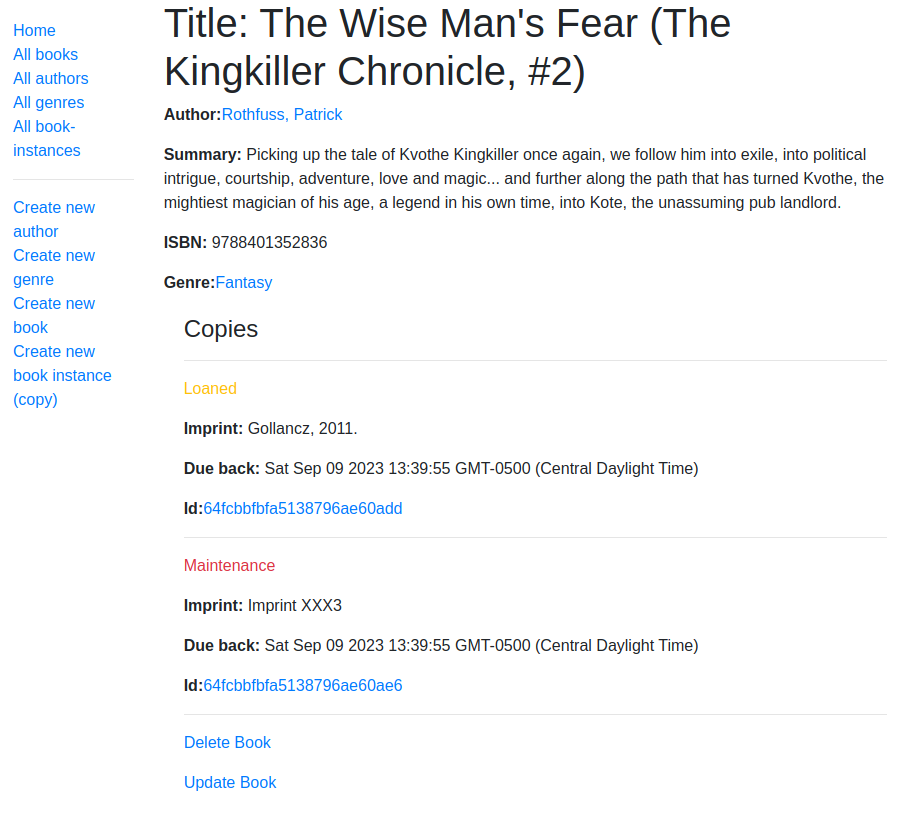 Home
All books
All authors
All genres
All book-
instances
Create new
author
Create new
genre
Create new
book
Create new
book instance
(copy)
Title: The Wise Man's Fear (The
Kingkiller Chronicle, #2)
Author:Rothfuss, Patrick
Summary: Picking up the tale of Kvothe Kingkiller once again, we follow him into exile, into political
intrigue, courtship, adventure, love and magic... and further along the path that has turned Kvothe, the
mightiest magician of his age, a legend in his own time, into Kote, the unassuming pub landlord.
ISBN: 9788401352836
Genre:Fantasy
Copies
Loaned
Imprint: Gollancz, 2011.
Due back: Sat Sep 09 2023 13:39:55 GMT-0500 (Central Daylight Time)
Id:64fcbbfbfa5138796ae60add
Maintenance
Imprint: Imprint XXX3
Due back: Sat Sep 09 2023 13:39:55 GMT-0500 (Central Daylight Time)
Id:64fcbbfbfa5138796ae60ae6
Delete Book
Update Book